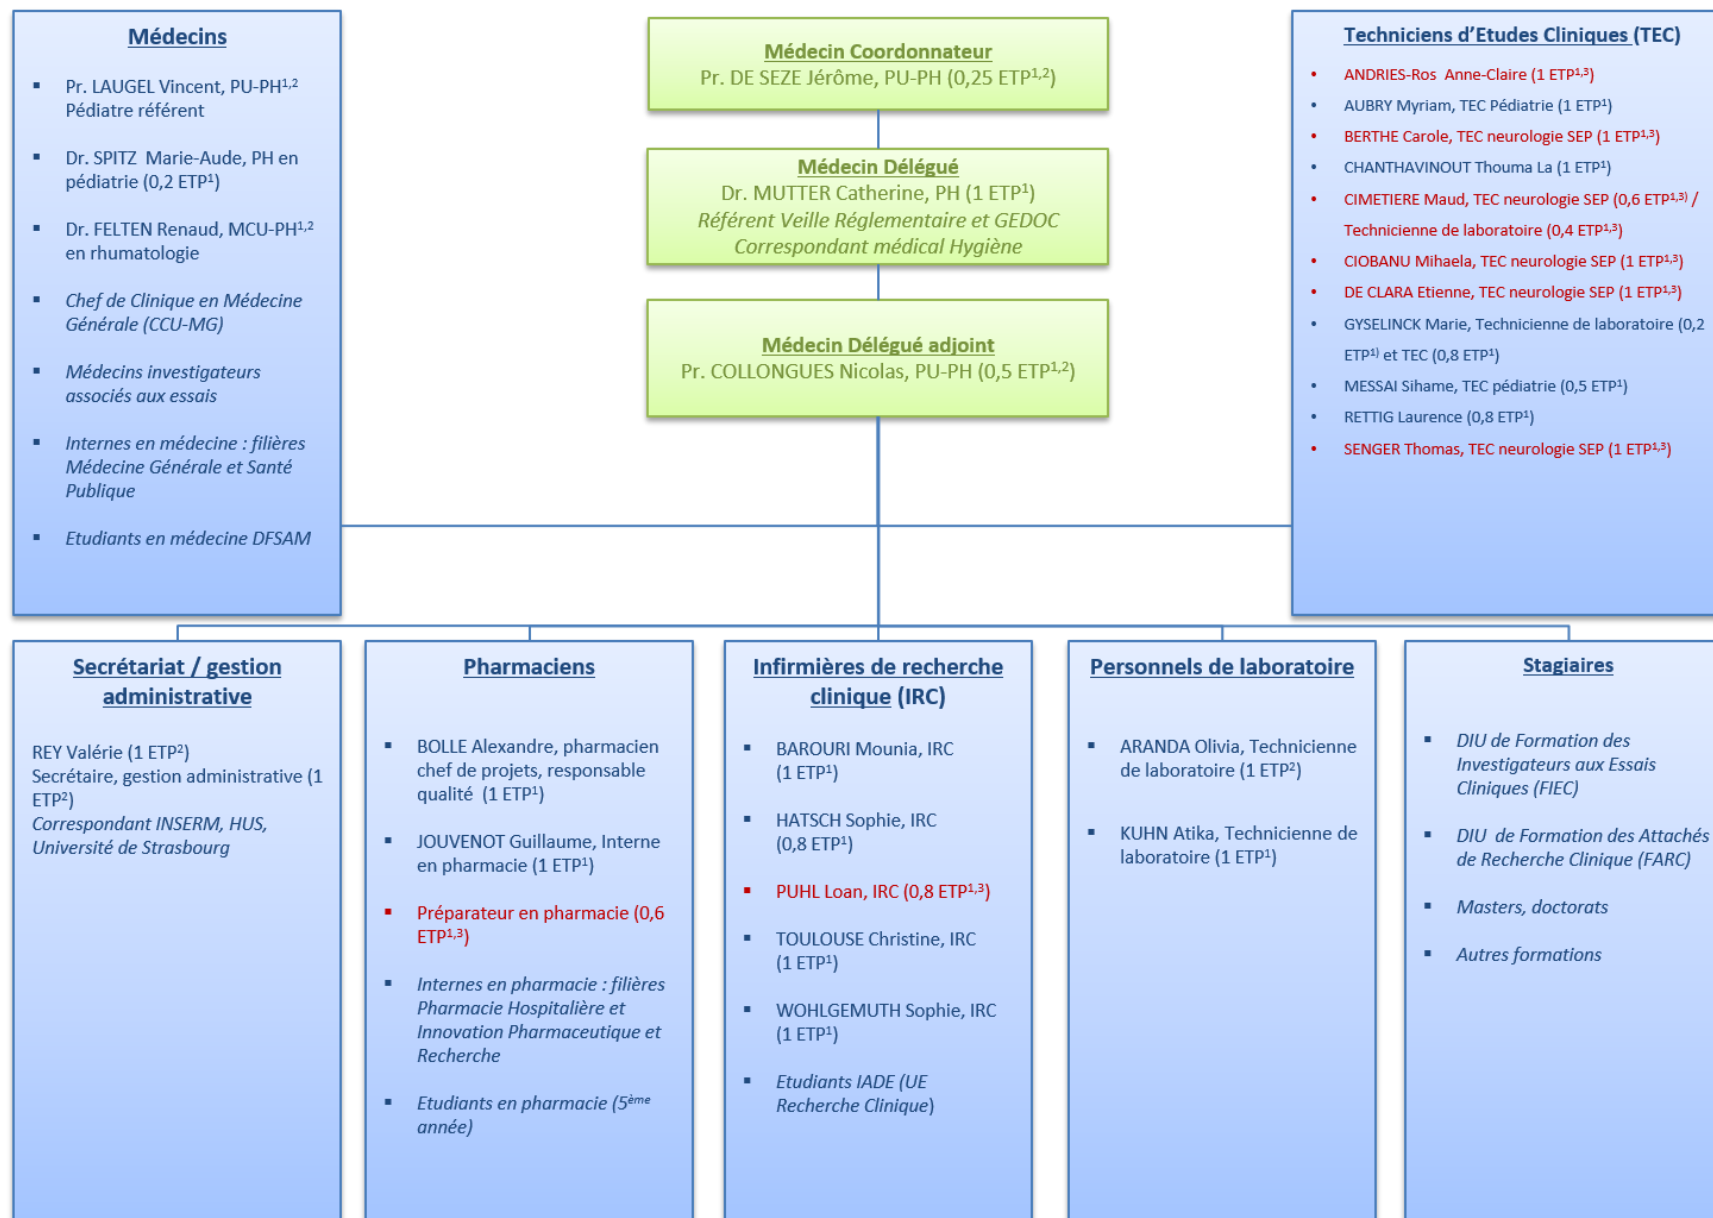 Médecins
▪ Pr. LAUGEL Vincent, PU-PH¹,²
Pédiatre référent
▪ Dr. SPITZ Marie-Aude, PH en
pédiatrie (0,2 ETP¹)
▪ Dr. FELTEN Renaud, MCU-PH¹,²
en rhumatologie
▪ Chef de Clinique en Médecine
Générale (CCU-MG)
▪ Médecins investigateurs
associés aux essais
▪ Internes en médecine : filières
Médecine Générale et Santé
Publique
▪ Etudiants en médecine DFSAM
Médecin Coordonnateur
Pr. DE SEZE Jérôme, PU-PH (0,25 ETP¹,²)
Médecin Délégué
Dr. MUTTER Catherine, PH (1 ETP¹)
Référent Veille Réglementaire et GEDOC
Correspondant médical Hygiène
Médecin Délégué adjoint
Pr. COLLONGUES Nicolas, PU-PH (0,5 ETP¹,²)
Techniciens d’Etudes Cliniques (TEC)
• ANDRIES-Ros Anne-Claire (1 ETP¹,³)
• AUBRY Myriam, TEC Pédiatrie (1 ETP¹)
• BERTHE Carole, TEC neurologie SEP (1 ETP¹,³)
• CHANTHAVINOUT Thouma La (1 ETP¹)
• CIMETIERE Maud, TEC neurologie SEP (0,6 ETP¹,³⁾ /
Technicienne de laboratoire (0,4 ETP¹,³)
• CIOBANU Mihaela, TEC neurologie SEP (1 ETP¹,³)
• DE CLARA Etienne, TEC neurologie SEP (1 ETP¹,³)
• GYSELINCK Marie, Technicienne de laboratoire (0,2
ETP¹⁾ et TEC (0,8 ETP¹)
• MESSAI Sihame, TEC pédiatrie (0,5 ETP¹)
• RETTIG Laurence (0,8 ETP¹)
• SENGER Thomas, TEC neurologie SEP (1 ETP¹,³)
Secrétariat / gestion
administrative
REY Valérie (1 ETP²)
Secrétaire, gestion administrative (1
ETP²)
Correspondant INSERM, HUS,
Université de Strasbourg
Pharmaciens
▪ BOLLE Alexandre, pharmacien
chef de projets, responsable
qualité (1 ETP¹)
▪ JOUVENOT Guillaume, Interne
en pharmacie (1 ETP¹)
▪ Préparateur en pharmacie (0,6
ETP¹,³)
▪ Internes en pharmacie : filières
Pharmacie Hospitalière et
Innovation Pharmaceutique et
Recherche
▪ Etudiants en pharmacie (5ème
année)
Infirmières de recherche
clinique (IRC)
▪ BAROURI Mounia, IRC
(1 ETP¹)
▪ HATSCH Sophie, IRC
(0,8 ETP¹)
▪ PUHL Loan, IRC (0,8 ETP¹,³)
▪ TOULOUSE Christine, IRC
(1 ETP¹)
▪ WOHLGEMUTH Sophie, IRC
(1 ETP¹)
▪ Etudiants IADE (UE
Recherche Clinique)
Personnels de laboratoire
▪ ARANDA Olivia, Technicienne
de laboratoire (1 ETP²)
▪ KUHN Atika, Technicienne de
laboratoire (1 ETP¹)
Stagiaires
▪ DIU de Formation des
Investigateurs aux Essais
Cliniques (FIEC)
▪ DIU de Formation des Attachés
de Recherche Clinique (FARC)
▪ Masters, doctorats
▪ Autres formations